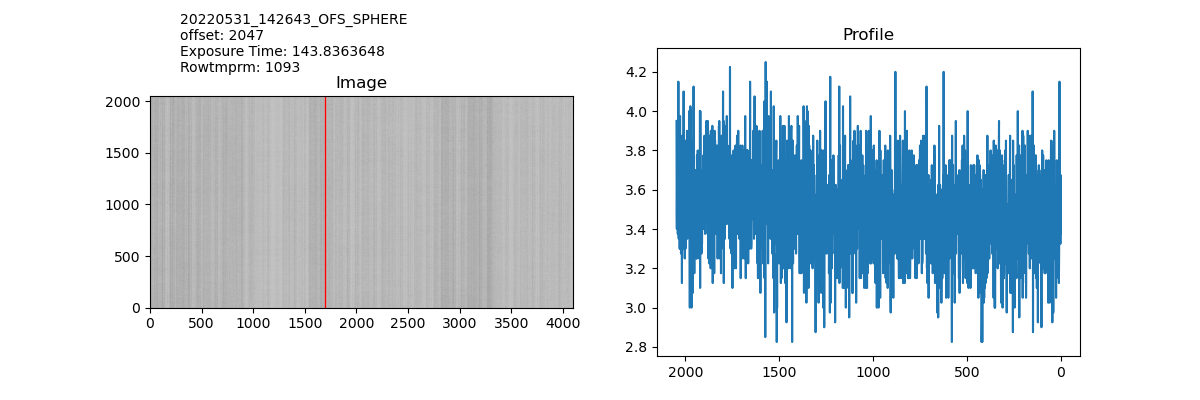 20220531_142643_OFS_SPHERE
offset: 2047
Exposure Time: 143.8363648
Rowtmprm: 1093
Image
2000
1500
1000
500
0
0 500 1000 1500 2000 2500 3000 3500 4000
Profile
4.2
4.0
3.8
3.6
3.4
3.2
3.0
2.8
2000 1500 1000 500 0